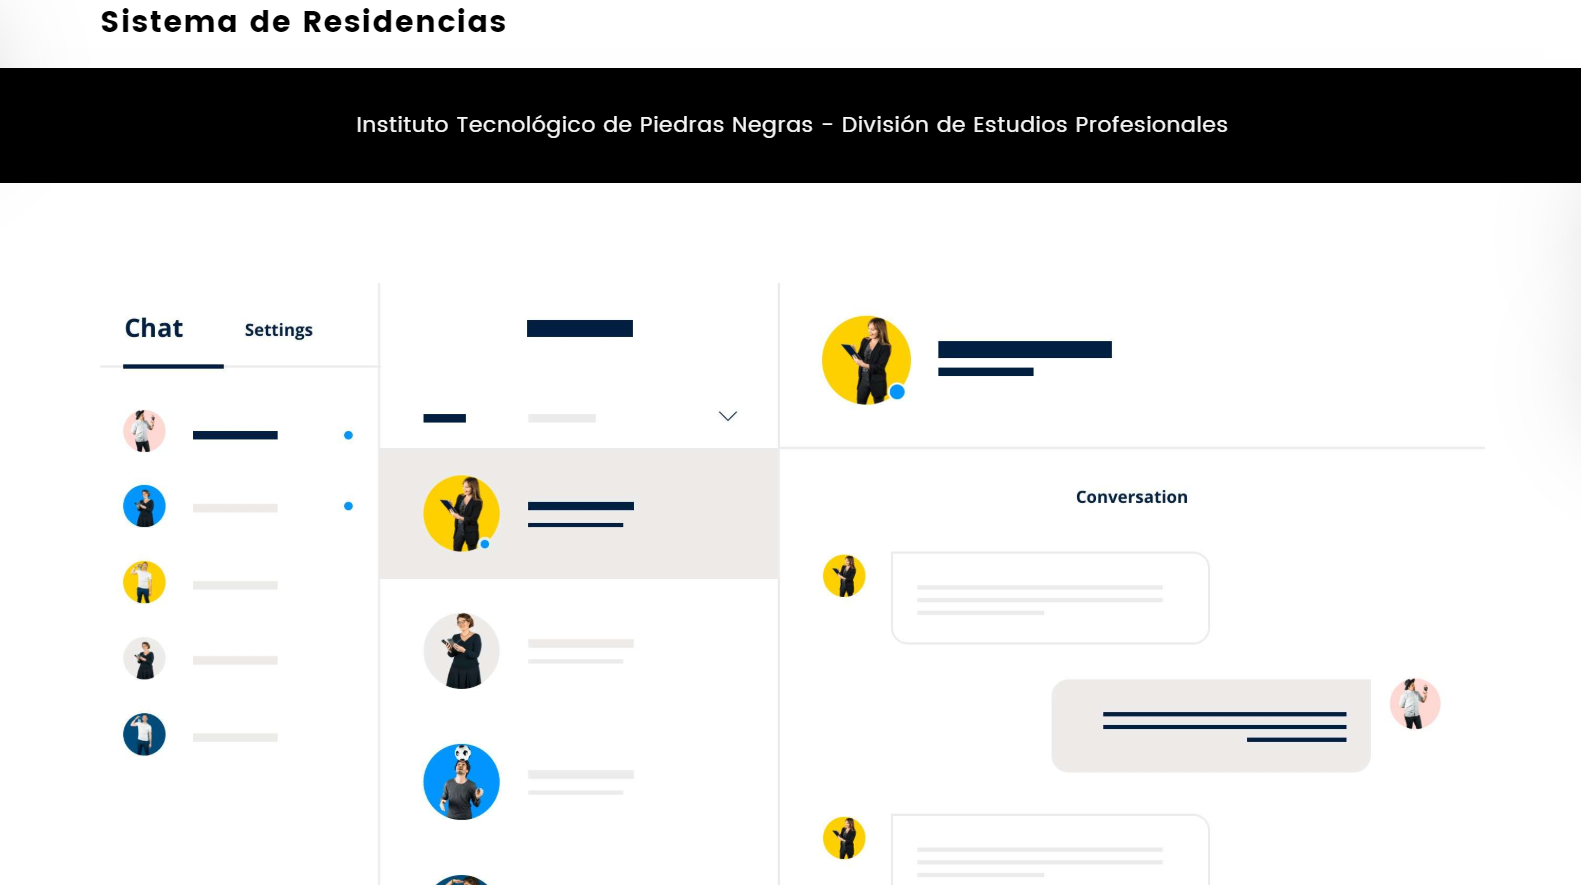 Sistema de Residencias
Instituto Tecnológico de Piedras Negras - División de Estudios Profesionales
Chat
Settings
Conversation